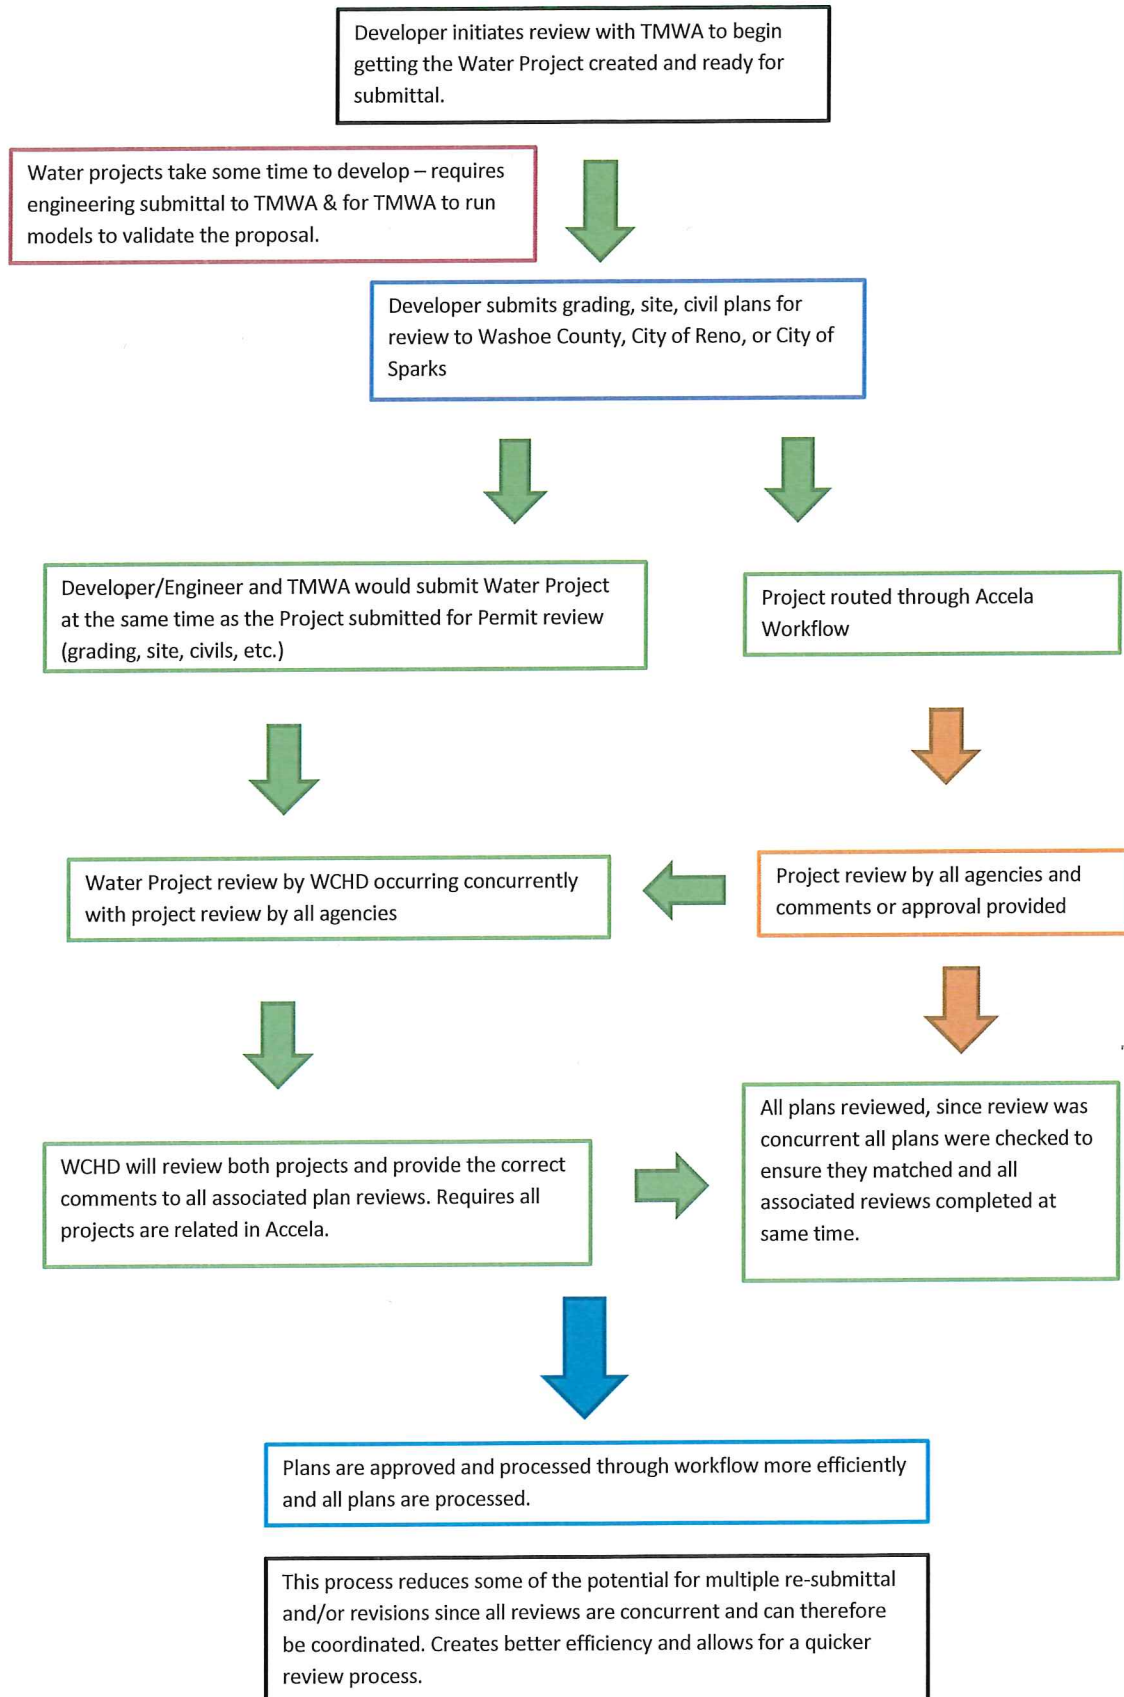 Developer initiates review with TMWA to begin
getting the Water Project created and ready for
submittal.
Water projects take some time to develop – requires
engineering submittal to TMWA & for TMWA to run
models to validate the proposal.
Developer submits grading, site, civil plans for
review to Washoe County, City of Reno, or City of
Sparks
Developer/Engineer and TMWA would submit Water Project
at the same time as the Project submitted for Permit review
(grading, site, civils, etc.)
Project routed through Accela
Workflow
Water Project review by WCHD occurring concurrently
with project review by all agencies
Project review by all agencies and
comments or approval provided
WCHD will review both projects and provide the correct
comments to all associated plan reviews. Requires all
projects are related in Accela.
All plans reviewed, since review was
concurrent all plans were checked to
ensure they matched and all
associated reviews completed at
same time.
Plans are approved and processed through workflow more efficiently
and all plans are processed.
This process reduces some of the potential for multiple re-submittal
and/or revisions since all reviews are concurrent and can therefore
be coordinated. Creates better efficiency and allows for a quicker
review process.